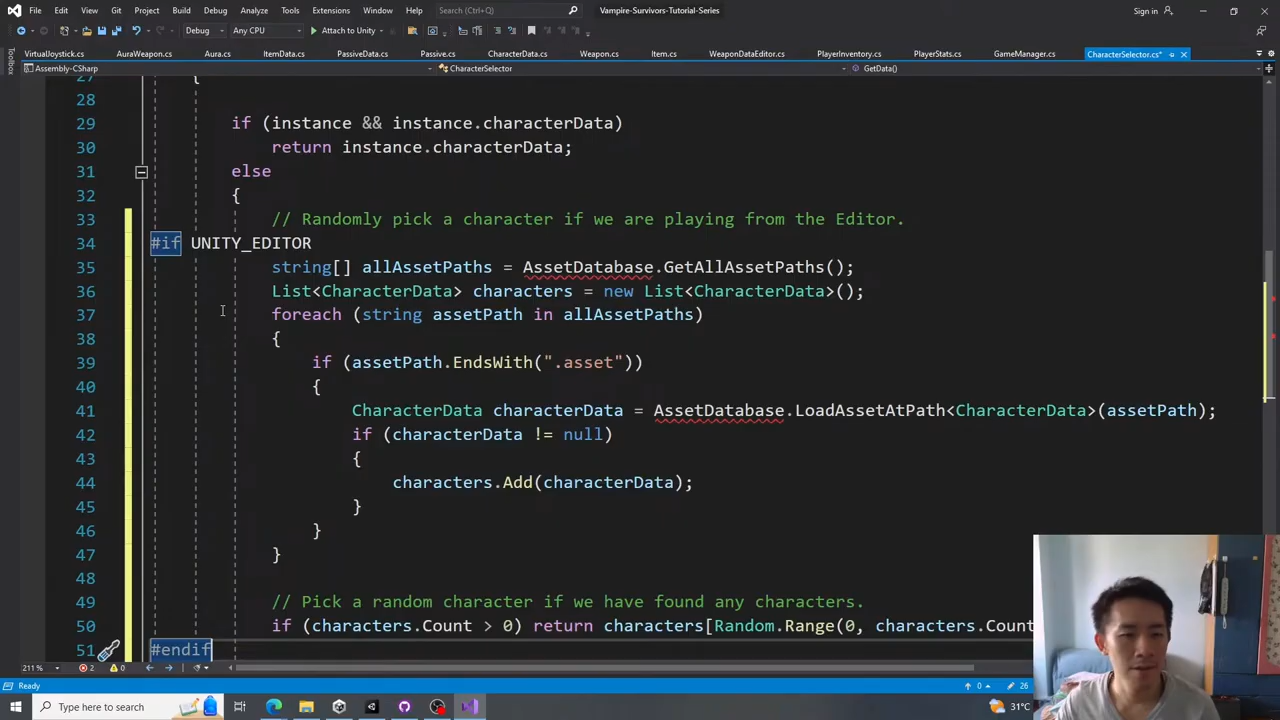 File Edit View Git Project Build Debug Analyze Tools Extensions Window Help Search (Ctrl+Q) Vampire-Survivors-Tutorial-Series Sign in
Debug Any CPU Attach to Unity
VirtualJoystick.cs AuraWeapon.cs Aura.cs ItemData.cs PassiveData.cs Passive.cs CharacterData.cs Weapon.cs Item.cs WeaponDataEditor.cs PlayerInventory.cs PlayerStats.cs GameManager.cs CharacterSelector.cs*
Toolbox
Assembly-CSharp CharacterSelector GetData()
27 {
28
29 if (instance && instance.characterData)
30 return instance.characterData;
31 else
32 {
33 // Randomly pick a character if we are playing from the Editor.
34 #if UNITY_EDITOR
35 string[] allAssetPaths = AssetDatabase.GetAllAssetPaths();
36 List<CharacterData> characters = new List<CharacterData>();
37 foreach (string assetPath in allAssetPaths)
38 {
39 if (assetPath.EndsWith(".asset"))
40 {
41 CharacterData characterData = AssetDatabase.LoadAssetAtPath<CharacterData>(assetPath);
42 if (characterData != null)
43 {
44 characters.Add(characterData);
45 }
46 }
47 }
48
49 // Pick a random character if we have found any characters.
50 if (characters.Count > 0) return characters[Random.Range(0, characters.Count
51 #endif
211 % 2 0
Ready 0 26
Type here to search 31°C